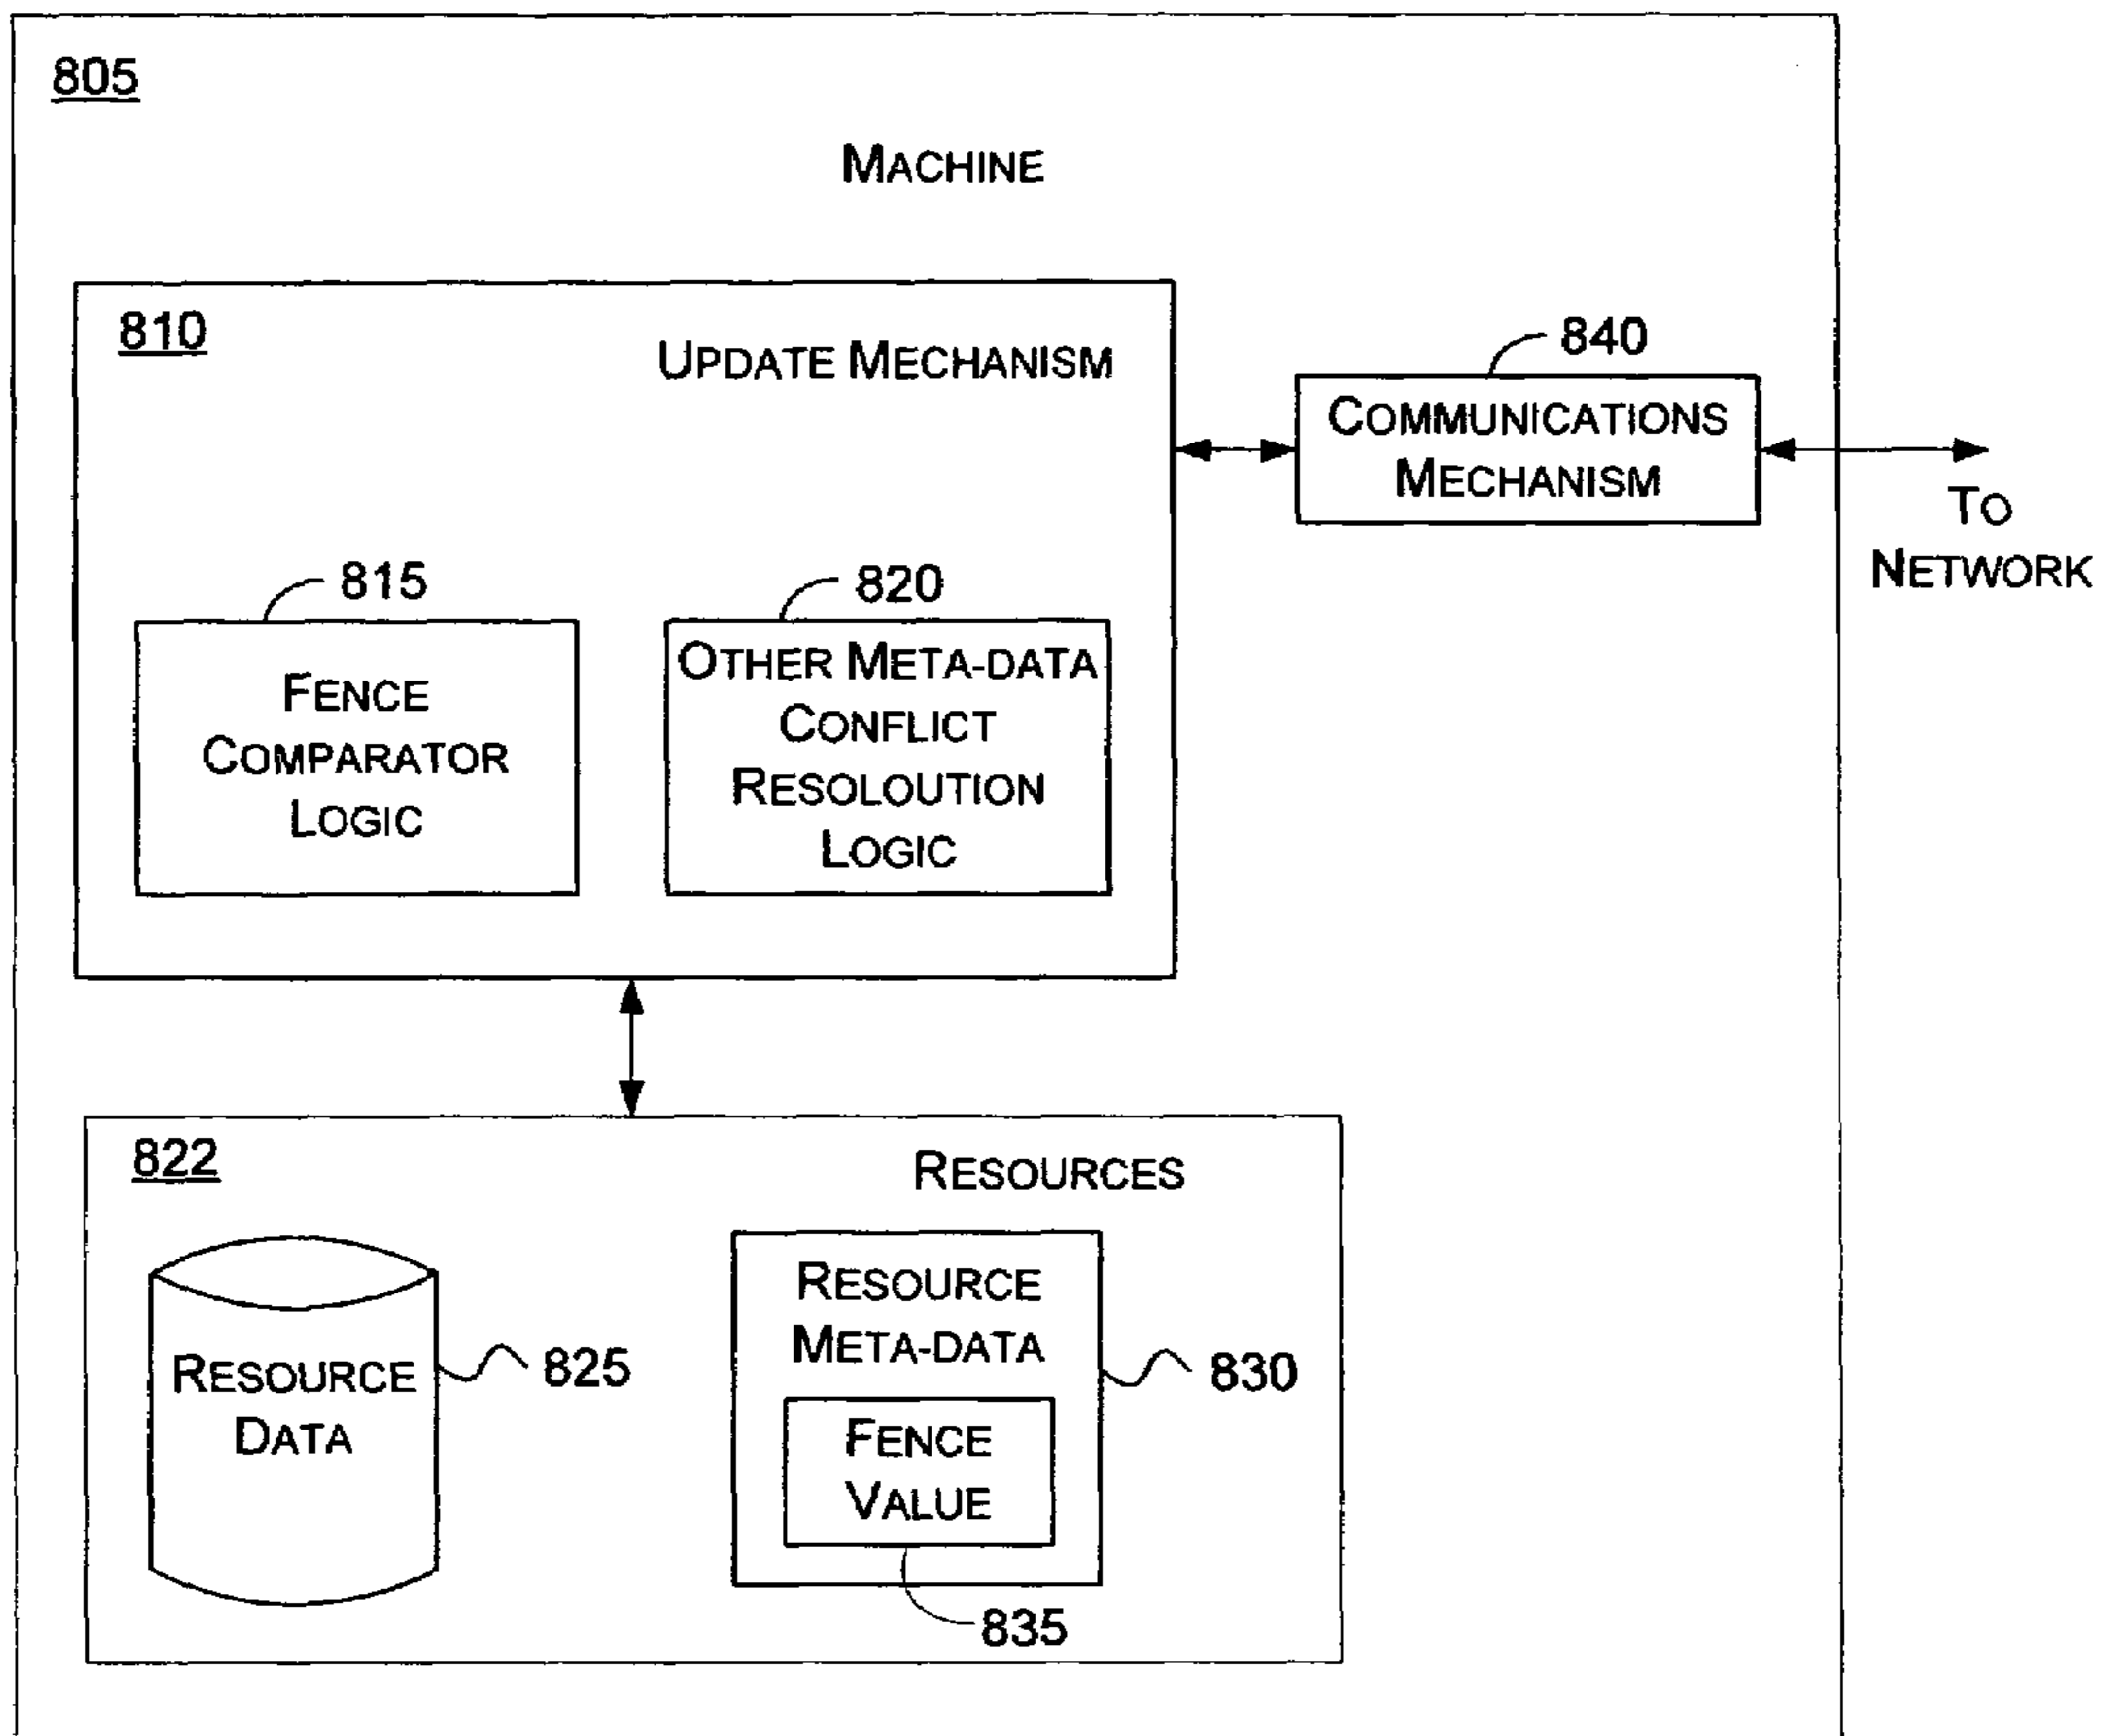 805
MACHINE
810
UPDATE MECHANISM
840
COMMUNICATIONS
MECHANISM
TO
NETWORK
815
FENCE
COMPARATOR
LOGIC
820
OTHER META-DATA
CONFLICT
RESOLOUTION
LOGIC
822
RESOURCES
RESOURCE
DATA
825
RESOURCE
META-DATA
830
FENCE
VALUE
835